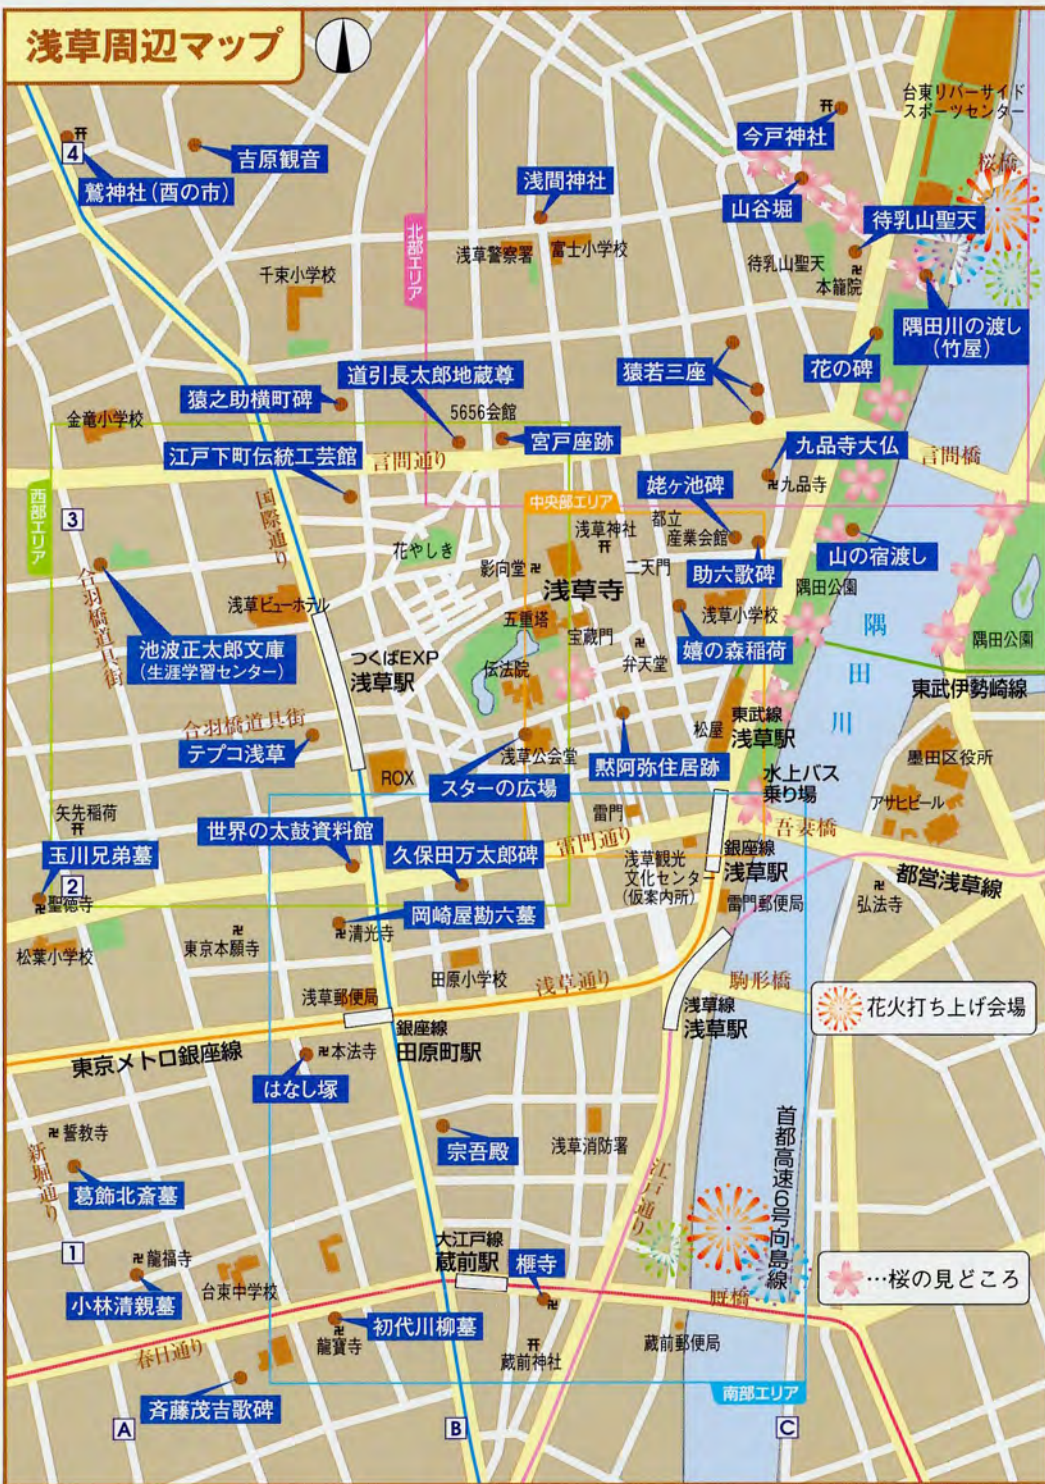 浅草周辺マップ
台東リバーサイド
スポーツセンター
今戸神社
桜橋
4
吉原観音
鷲神社(酉の市)
浅間神社
山谷堀
待乳山聖天
北部エリア
浅草警察署
富士小学校
待乳山聖天
本龍院
千束小学校
隅田川の渡し
(竹屋)
花の碑
猿若三座
道引長太郎地蔵尊
猿之助横町碑
5656会館
金竜小学校
宮戸座跡
江戸下町伝統工芸館
言問通り
九品寺大仏
九品寺
言問橋
西部エリア
国際通り
中央部エリア
姥ヶ池碑
3
浅草神社
都立
産業会館
花やしき
影向堂
二天門
助六歌碑
山の宿渡し
浅草寺
合羽橋道具街
隅田公園
浅草ビューホテル
五重塔
宝蔵門
浅草小学校
隅田川
隅田公園
池波正太郎文庫
(生涯学習センター)
つくばEXP
浅草駅
伝法院
弁天堂
嬉の森稲荷
東武伊勢崎線
合羽橋道具街
テプコ浅草
松屋
東武線
浅草駅
浅草公会堂
墨田区役所
ROX
スターの広場
黙阿弥住居跡
水上バス
乗り場
アサヒビール
矢先稲荷
世界の太鼓資料館
雷門
吾妻橋
玉川兄弟墓
久保田万太郎碑
雷門通り
浅草観光
文化センター
(仮案内所)
銀座線
浅草駅
都営浅草線
2
聖徳寺
岡崎屋勘六墓
雷門郵便局
弘法寺
清光寺
松葉小学校
東京本願寺
田原小学校
浅草通り
駒形橋
浅草郵便局
浅草線
浅草駅
花火打ち上げ会場
銀座線
田原町駅
東京メトロ銀座線
本法寺
はなし塚
誓教寺
宗吾殿
浅草消防署
首都高速6号向島線
新堀通り
葛飾北斎墓
江戸通り
1
龍福寺
大江戸線
蔵前駅
榧寺
…桜の見どころ
台東中学校
小林清親墓
厩橋
初代川柳墓
春日通り
龍寶寺
蔵前神社
蔵前郵便局
斉藤茂吉歌碑
南部エリア
A
B
C